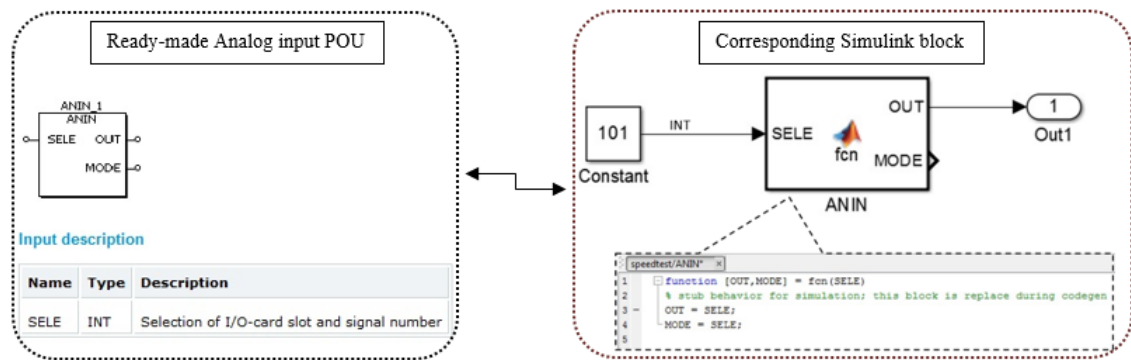 Ready-made Analog input POU
ANIN_1
ANIN
SELE OUT
MODE
Input description
Name Type Description
SELE INT Selection of I/O-card slot and signal number
Corresponding Simulink block
101
Constant
INT
SELE
fcn
OUT
MODE
ANIN
1
Out1
speedtest/ANIN* ×
1 function [OUT,MODE] = fcn(SELE)
2 % stub behavior for simulation; this block is replace during codegen
3 - OUT = SELE;
4 MODE = SELE;
5